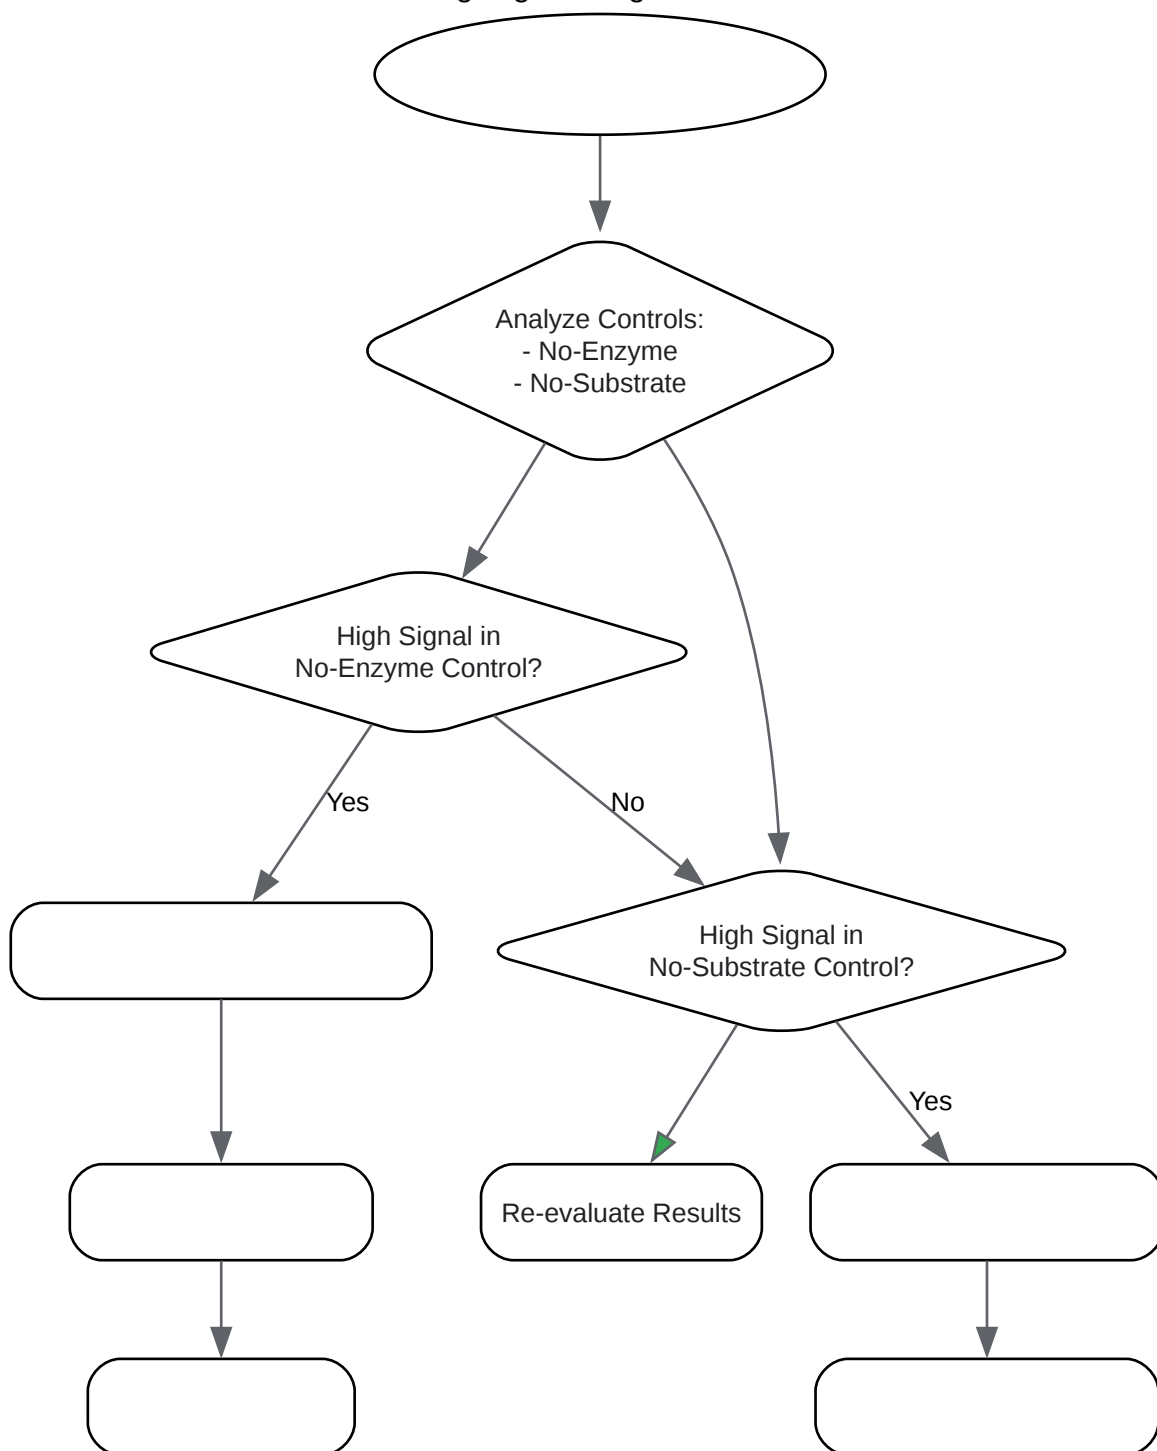 Analyze Controls:
- No-Enzyme
- No-Substrate
High Signal in
No-Enzyme Control?
Yes
No
High Signal in
No-Substrate Control?
Yes
Re-evaluate Results